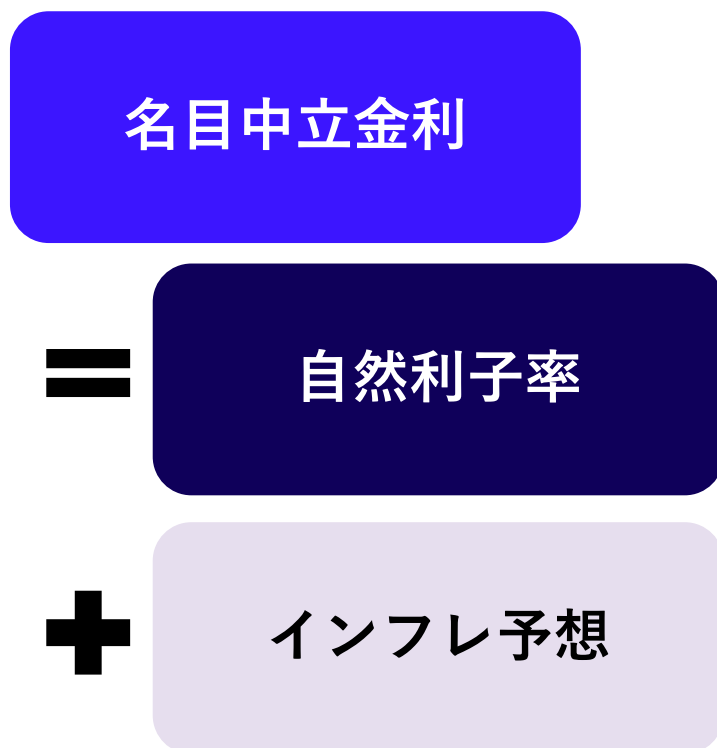 名目中立金利
=
自然利子率
+
インフレ予想